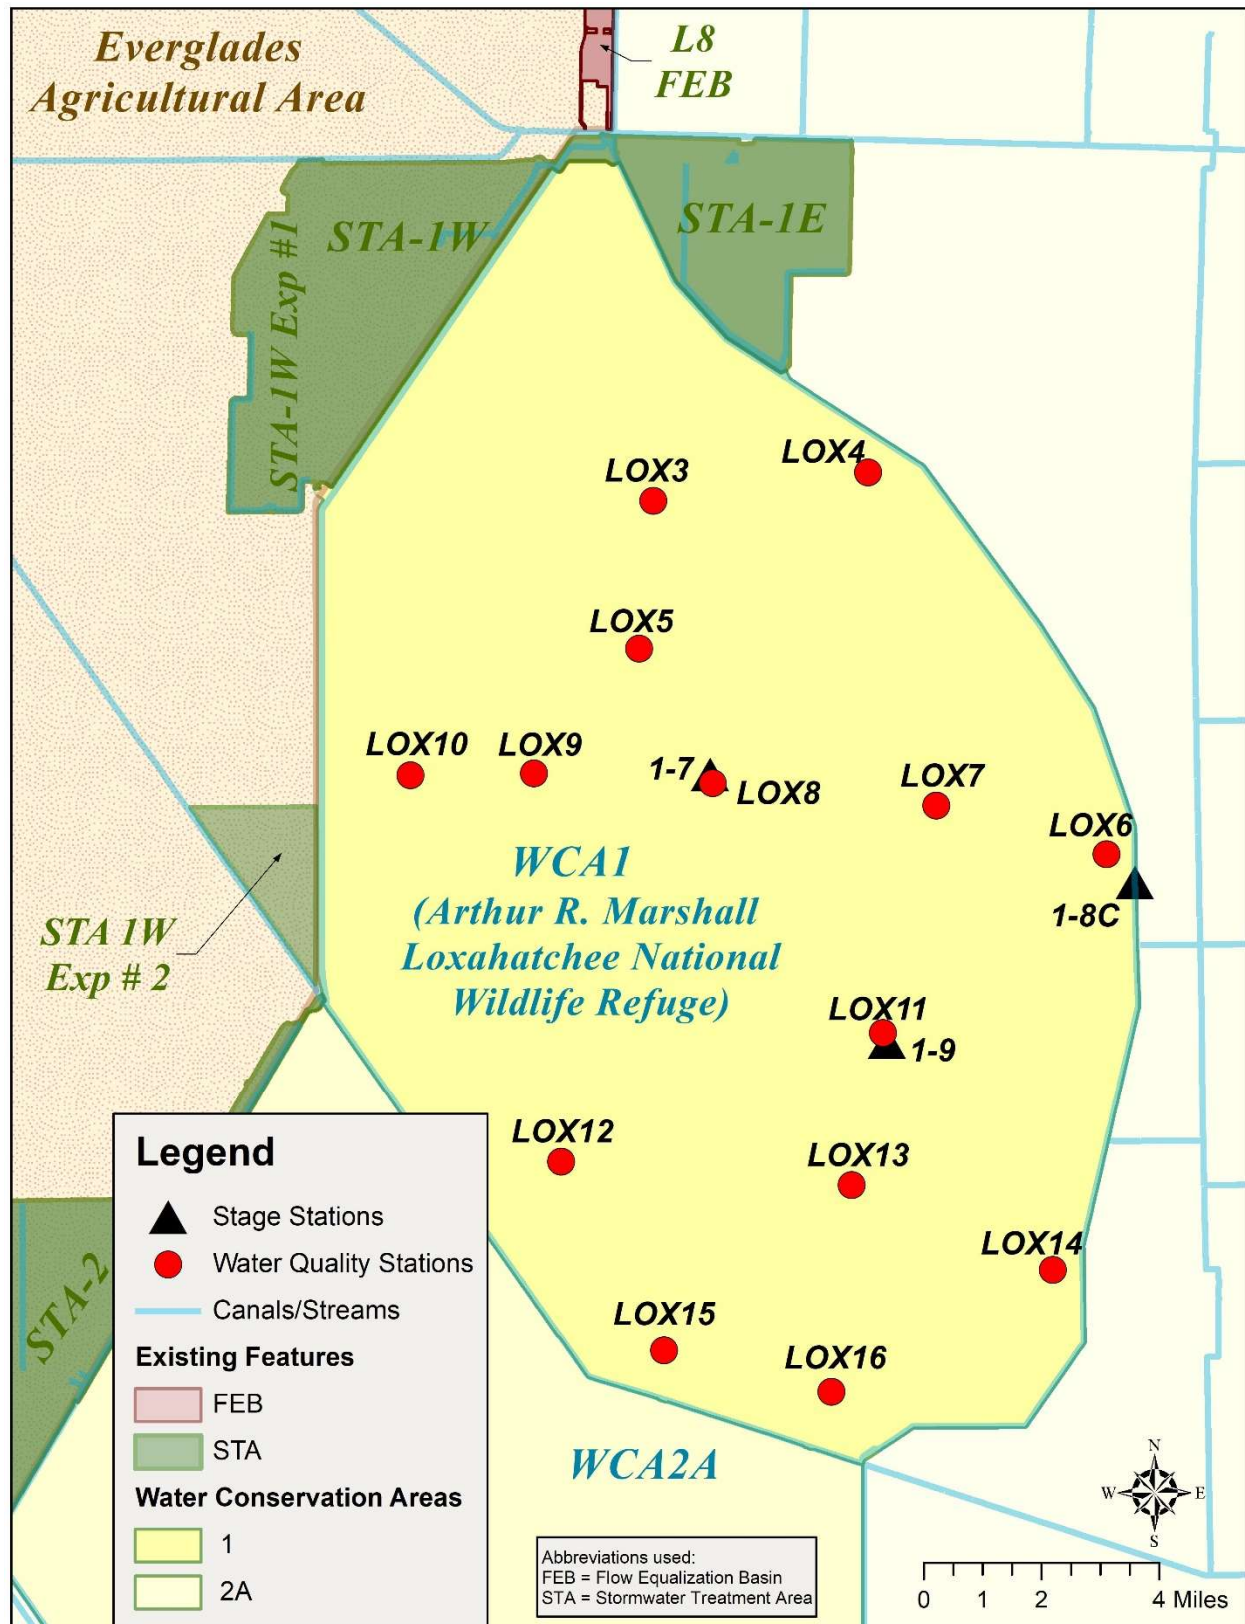 Everglades
Agricultural Area
L8
FEB
STA-1W
STA-1E
STA-1W Exp #1
LOX3
LOX4
LOX5
LOX10
LOX9
1-7
LOX8
LOX7
LOX6
1-8C
WCA1
(Arthur R. Marshall
Loxahatchee National
Wildlife Refuge)
STA 1W
Exp # 2
LOX11
1-9
LOX12
LOX13
LOX14
LOX15
LOX16
STA-2
WCA2A
Legend
Stage Stations
Water Quality Stations
Canals/Streams
Existing Features
FEB
STA
Water Conservation Areas
1
2A
Abbreviations used:
FEB = Flow Equalization Basin
STA = Stormwater Treatment Area
N
W E
S
0 1 2 4 Miles